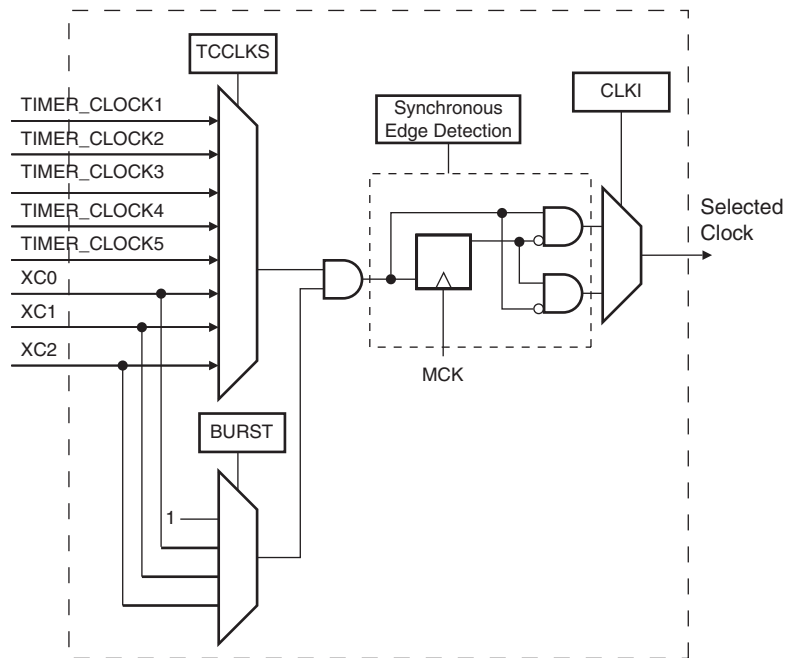 TCCLKS
TIMER_CLOCK1
TIMER_CLOCK2
TIMER_CLOCK3
TIMER_CLOCK4
TIMER_CLOCK5
XC0
XC1
XC2
Synchronous
Edge Detection
CLKI
Selected
Clock
MCK
BURST
1